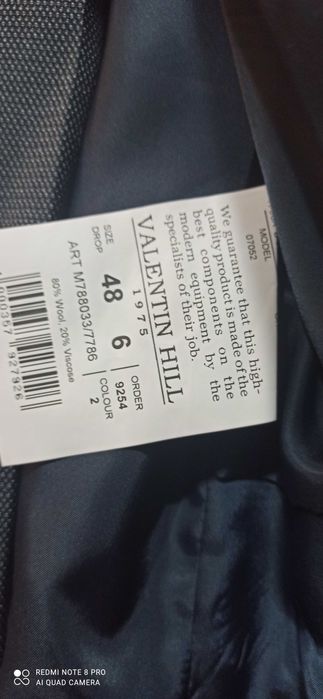 MODEL
07052
We guarantee that this high-
quality product is made of the
best components on the
modern equipment by the
specialists of their job.
VALENTIN HILL
1975
SIZE 48 6 ORDER 9254
DROP COLOUR 2
ART M788033/7786
80% Wool, 20% Viscose
927926
REDMI NOTE 8 PRO
AI QUAD CAMERA